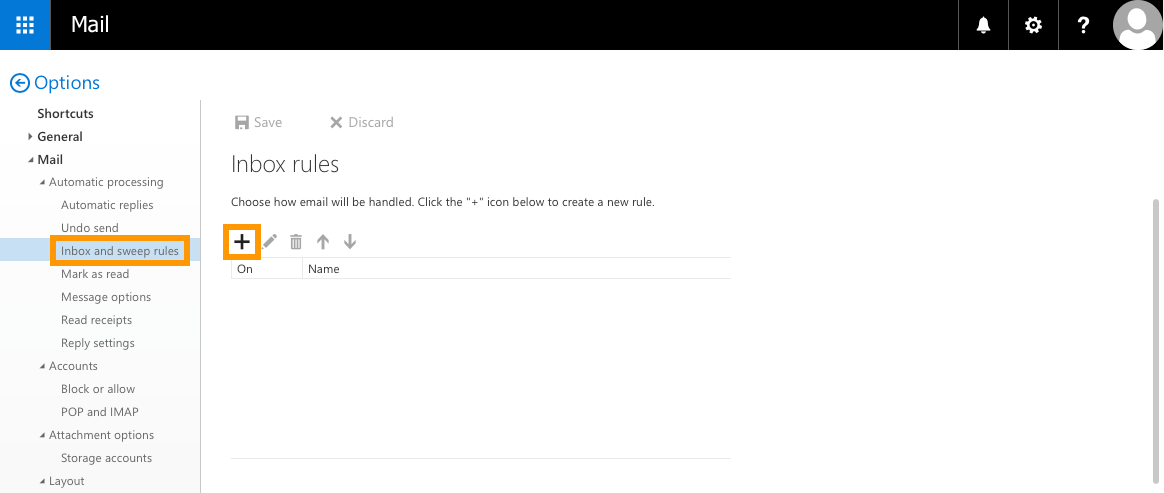 Mail
?
Options
Shortcuts
General
Mail
Automatic processing
Automatic replies
Undo send
Inbox and sweep rules
Mark as read
Message options
Read receipts
Reply settings
Accounts
Block or allow
POP and IMAP
Attachment options
Storage accounts
Layout
Save Discard
Inbox rules
Choose how email will be handled. Click the "+" icon below to create a new rule.
On Name